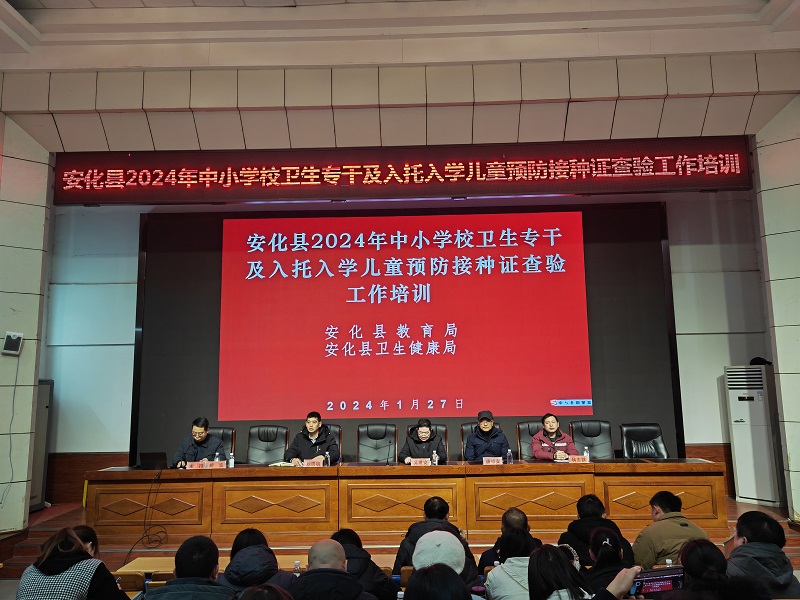 安化县2024年中小学校卫生专干及入托入学儿童预防接种证查验工作培训
安化县2024年中小学校卫生专干
及入托入学儿童预防接种证查验
工作培训
安化县教育局
安化县卫生健康局
2024年1月27日